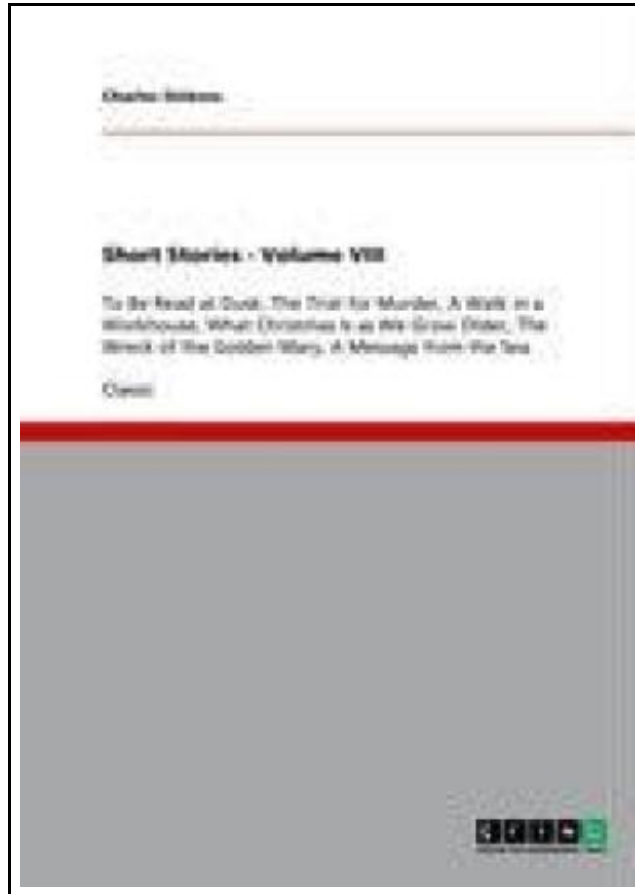 Charles Dickens
Short Stories - Volume VIII
To Be Read at Dusk, The Trial for Murder, A Walk in a
Workhouse, What Christmas Is as We Grow Older, The
Wreck of the Golden Mary, A Message from the Sea
Classic
GRIN